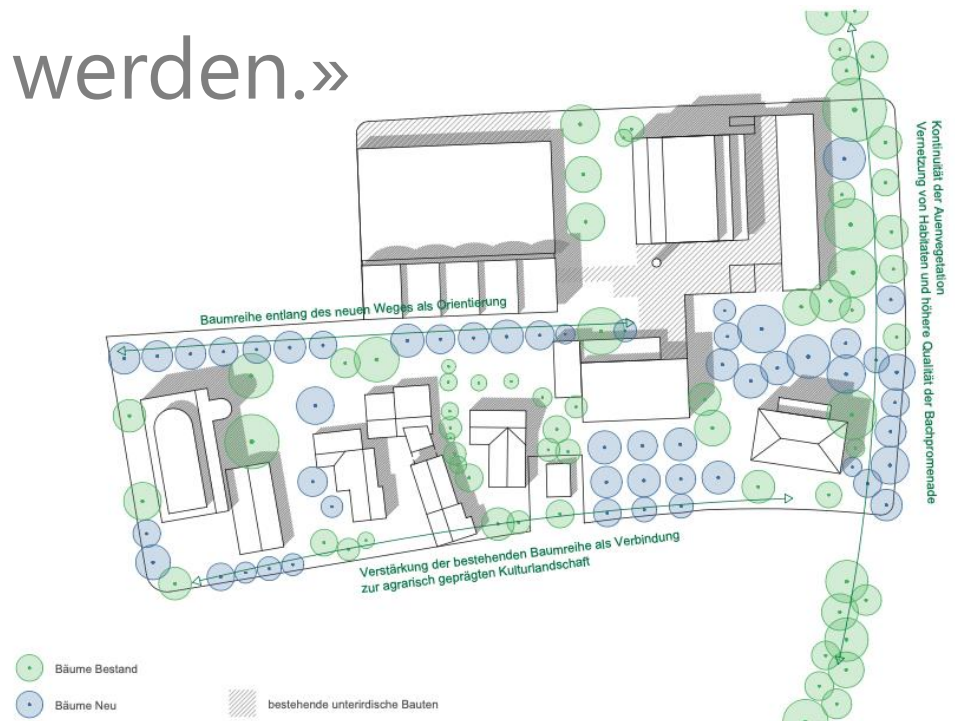 werden.»
Kontinuität der Auenvegetation
Vernetzung von Habitaten und höhere Qualität der Bachpromenade
Baumreihe entlang des neuen Weges als Orientierung
Verstärkung der bestehenden Baumreihe als Verbindung
zur agrarisch geprägten Kulturlandschaft
Bäume Bestand
Bäume Neu
bestehende unterirdische Bauten